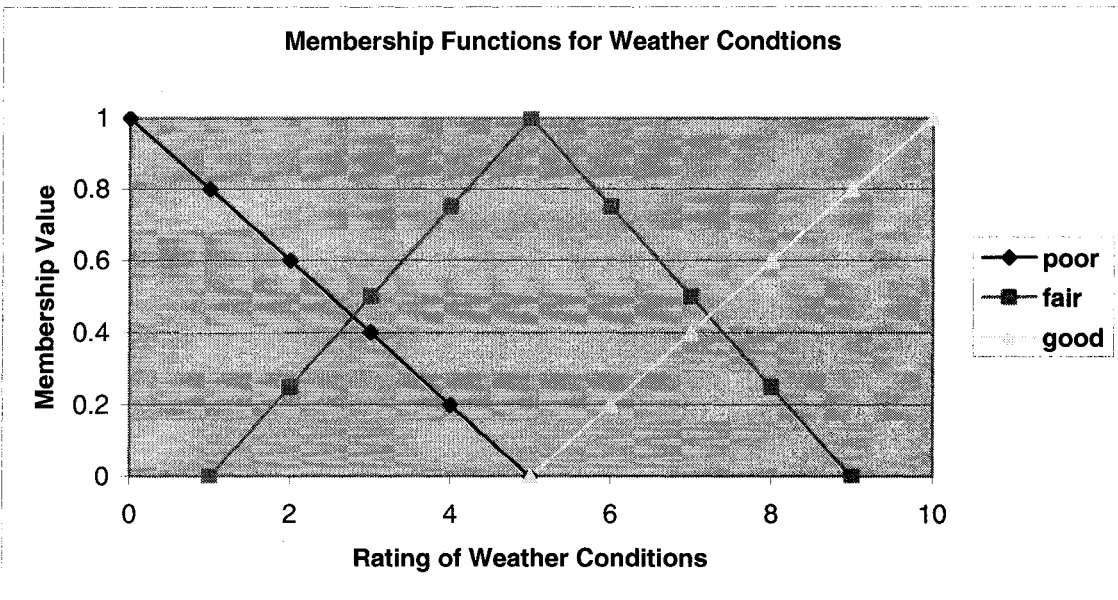 Membership Functions for Weather Condtions
1
0.8
0.6
0.4
0.2
0
Membership Value
0 2 4 6 8 10
Rating of Weather Conditions
poor
fair
good